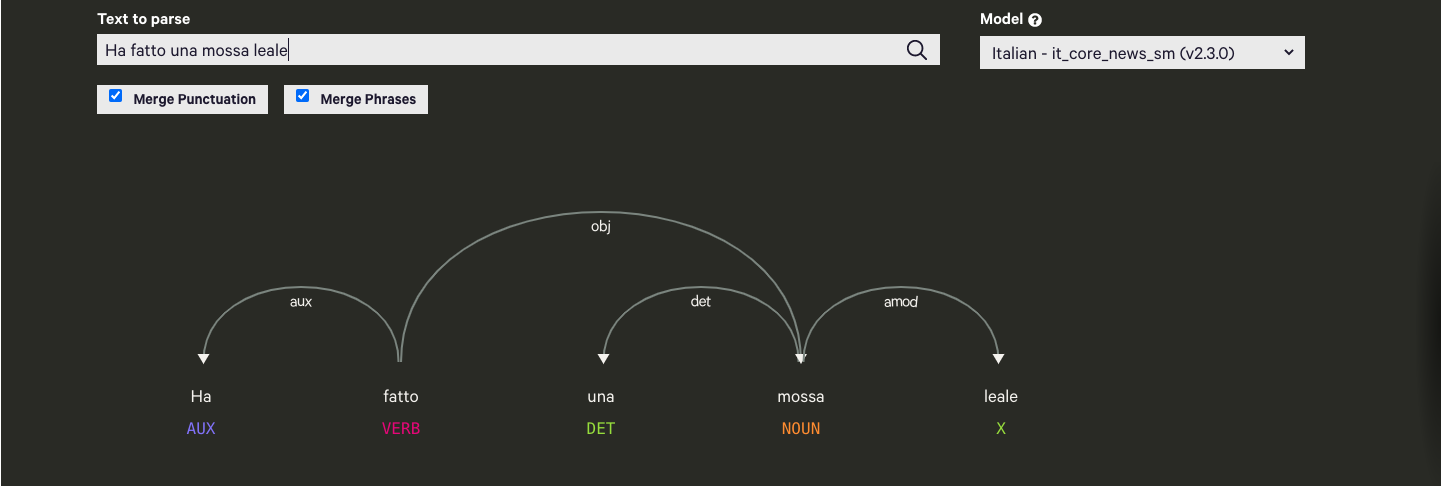 Text to parse
Model ?
Ha fatto una mossa leale
Italian - it_core_news_sm (v2.3.0)
Merge Punctuation
Merge Phrases
obj
aux
det
amod
Ha fatto una mossa leale
AUX VERB DET NOUN X